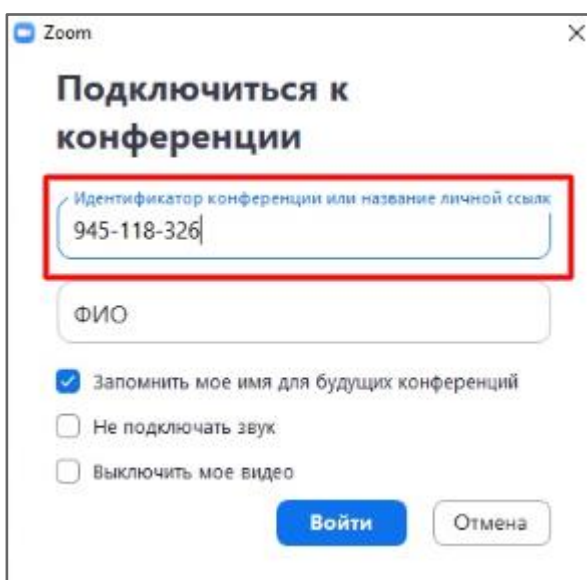 Zoom
Подключиться к
конференции
Идентификатор конференции или название личной ссылк
945-118-326
ФИО
Запомнить мое имя для будущих конференций
Не подключать звук
Выключить мое видео
Войти Отмена